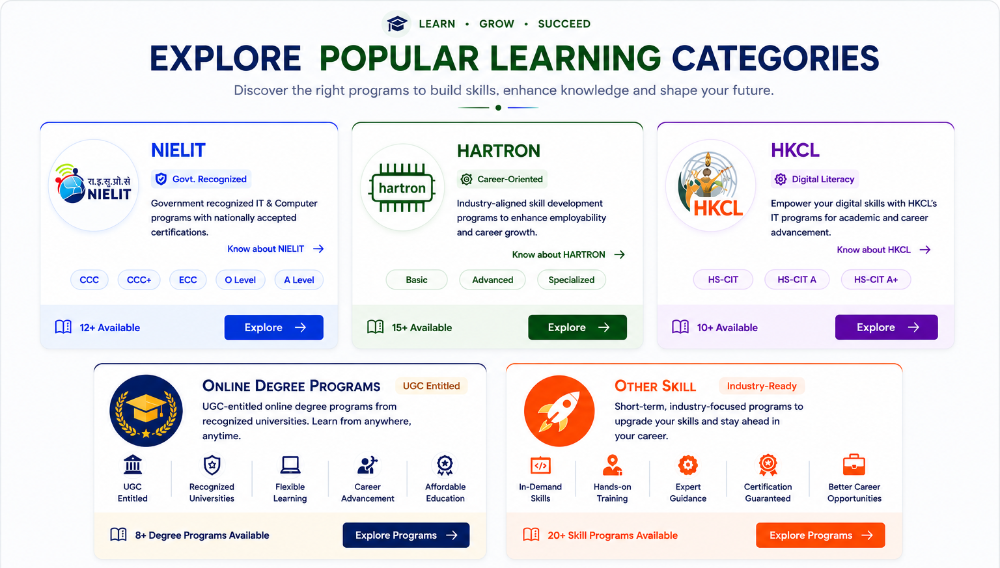 LEARN • GROW • SUCCEED
EXPLORE POPULAR LEARNING CATEGORIES
Discover the right programs to build skills, enhance knowledge and shape your future.
रा.इ.सू.प्रौ.सं
NIELIT
NIELIT
Govt. Recognized
Government recognized IT & Computer
programs with nationally accepted
certifications.
Know about NIELIT →
CCC
CCC+
ECC
O Level
A Level
12+ Available
Explore →
hartron
HARTRON
Career-Oriented
Industry-aligned skill development
programs to enhance employability
and career growth.
Know about HARTRON →
Basic
Advanced
Specialized
15+ Available
Explore →
HKCL
HKCL
Digital Literacy
Empower your digital skills with HKCL's
IT programs for academic and career
advancement.
Know about HKCL →
HS-CIT
HS-CIT A
HS-CIT A+
10+ Available
Explore →
ONLINE DEGREE PROGRAMS
UGC Entitled
UGC-entitled online degree programs from
recognized universities. Learn from anywhere,
anytime.
UGC
Entitled
Recognized
Universities
Flexible
Learning
Career
Advancement
Affordable
Education
8+ Degree Programs Available
Explore Programs →
OTHER SKILL
Industry-Ready
Short-term, industry-focused programs to
upgrade your skills and stay ahead in
your career.
</>
In-Demand
Skills
Hands-on
Training
Expert
Guidance
Certification
Guaranteed
Better Career
Opportunities
20+ Skill Programs Available
Explore Programs →